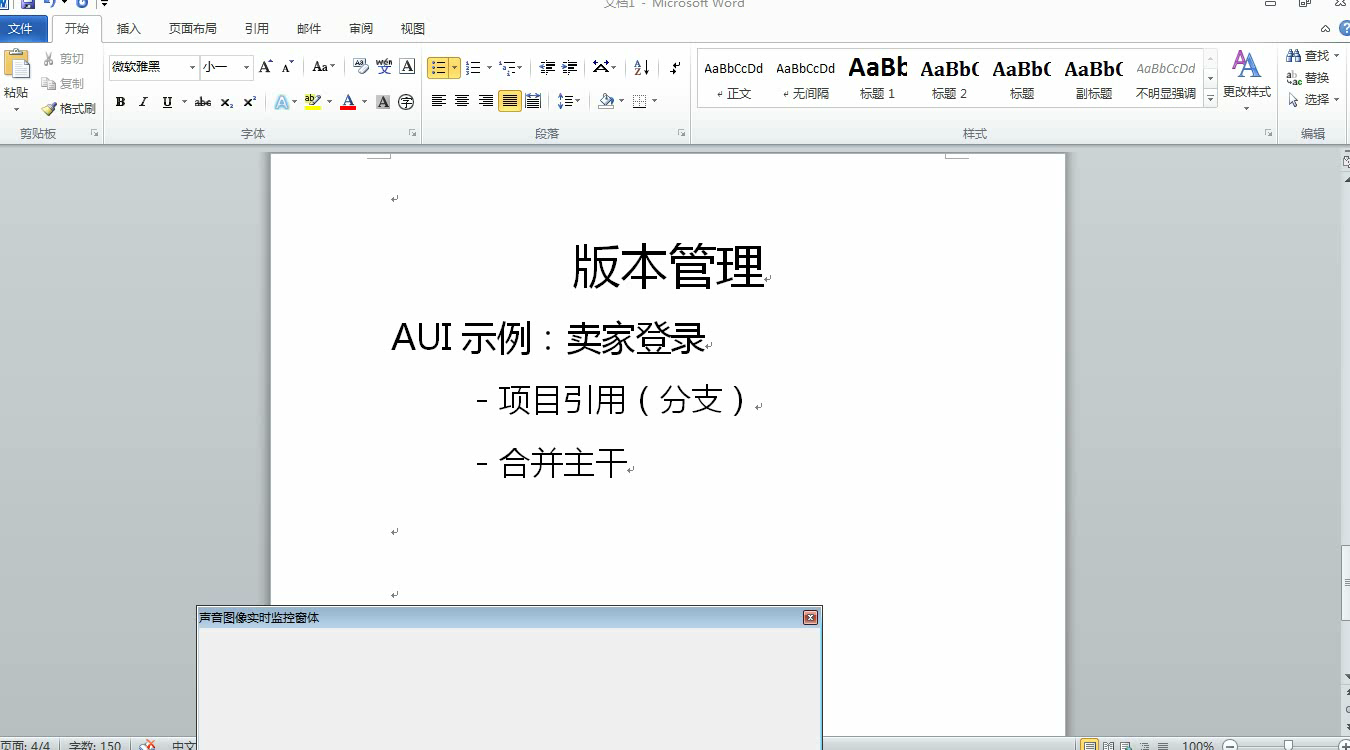 文档1 - Microsoft Word
文件 开始 插入 页面布局 引用 邮件 审阅 视图
粘贴 剪切 复制 格式刷
微软雅黑 小一
AaBbCcDd AaBbCcDd AaBb AaBb( AaBb( AaBb( AaBbCcDd
正文 无间隔 标题 1 标题 2 标题 副标题 不明显强调
更改样式
查找
替换
选择
剪贴板 字体 段落 样式 编辑
版本管理
AUI 示例：卖家登录
- 项目引用（分支）
- 合并主干
声音图像实时监控窗体
页面: 4/4 字数: 150 中文 100%